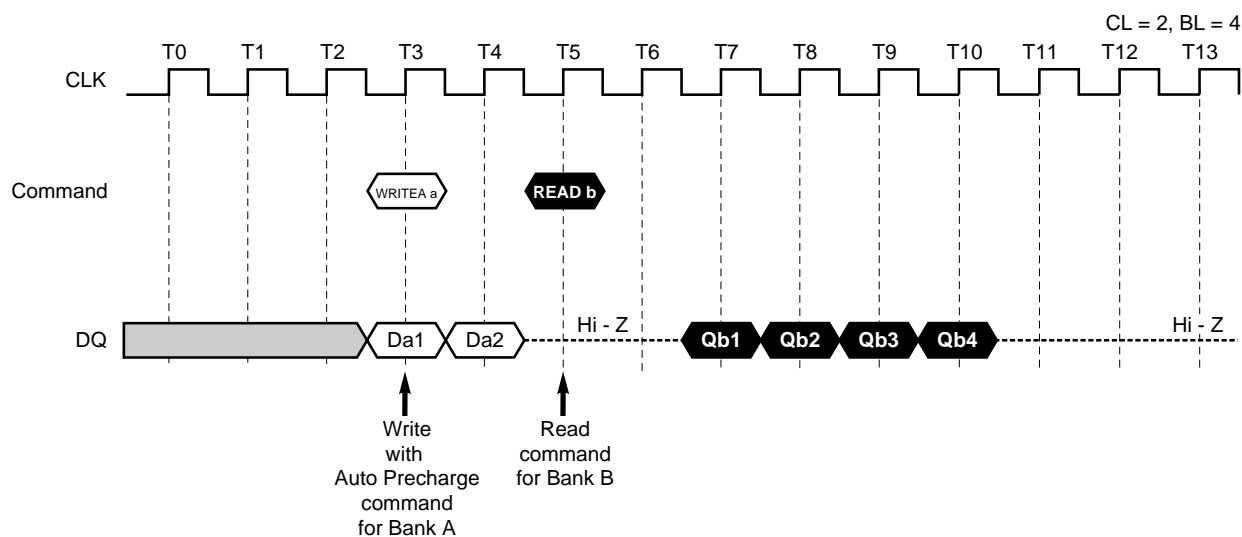 CL = 2, BL = 4
T0 T1 T2 T3 T4 T5 T6 T7 T8 T9 T10 T11 T12 T13
CLK
Command WRITEA a READ b
Hi - Z Hi - Z
DQ Da1 Da2 Qb1 Qb2 Qb3 Qb4
Write
with
Auto Precharge
command
for Bank A
Read
command
for Bank B